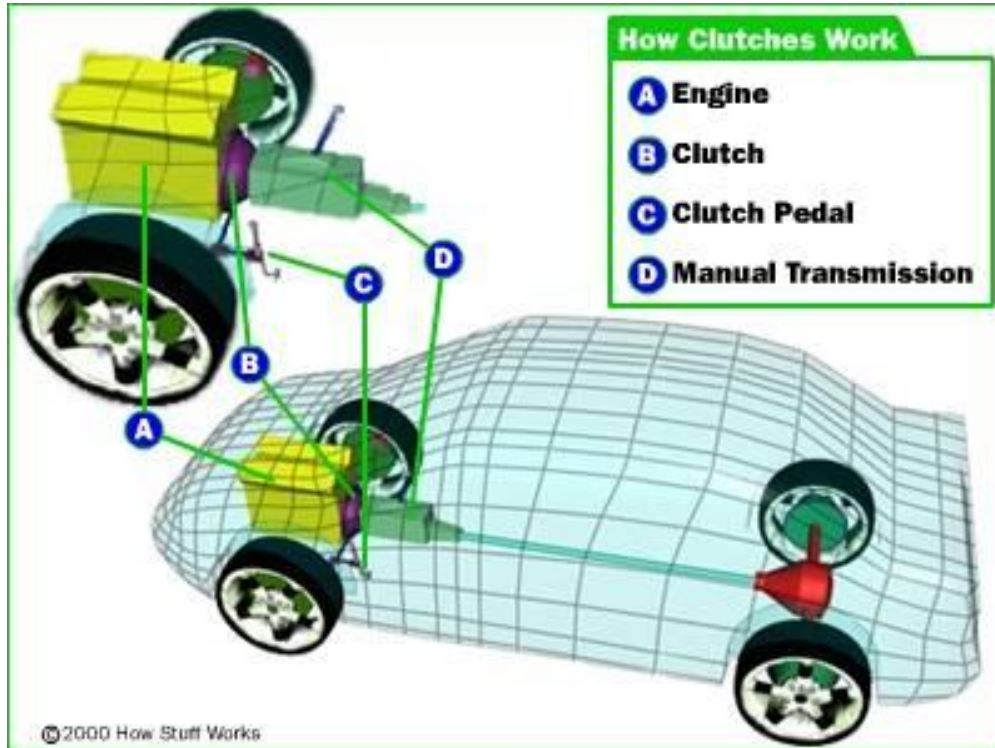 How Clutches Work
A Engine
B Clutch
C Clutch Pedal
D Manual Transmission
D
C
B
A
©2000 How Stuff Works